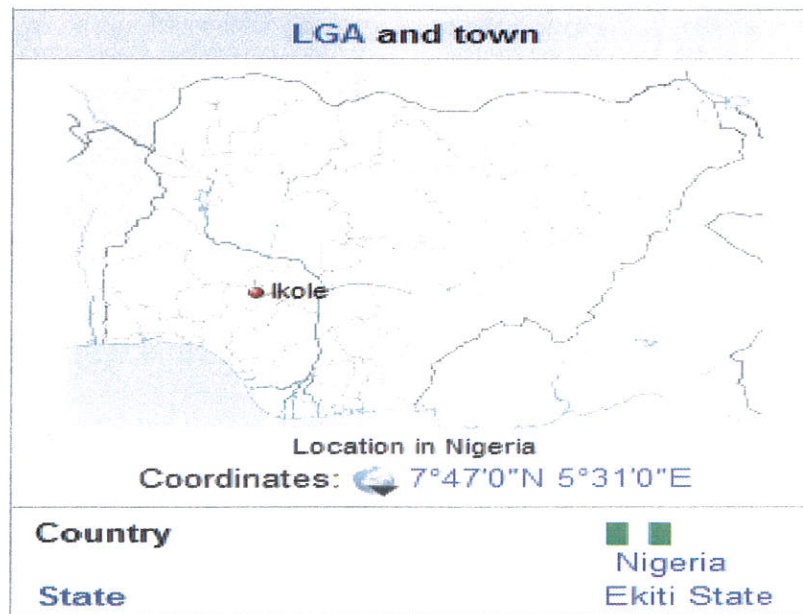 LGA and town
Ikole
Location in Nigeria
Coordinates: 7°47'0"N 5°31'0"E
Country
Nigeria
State Ekiti State